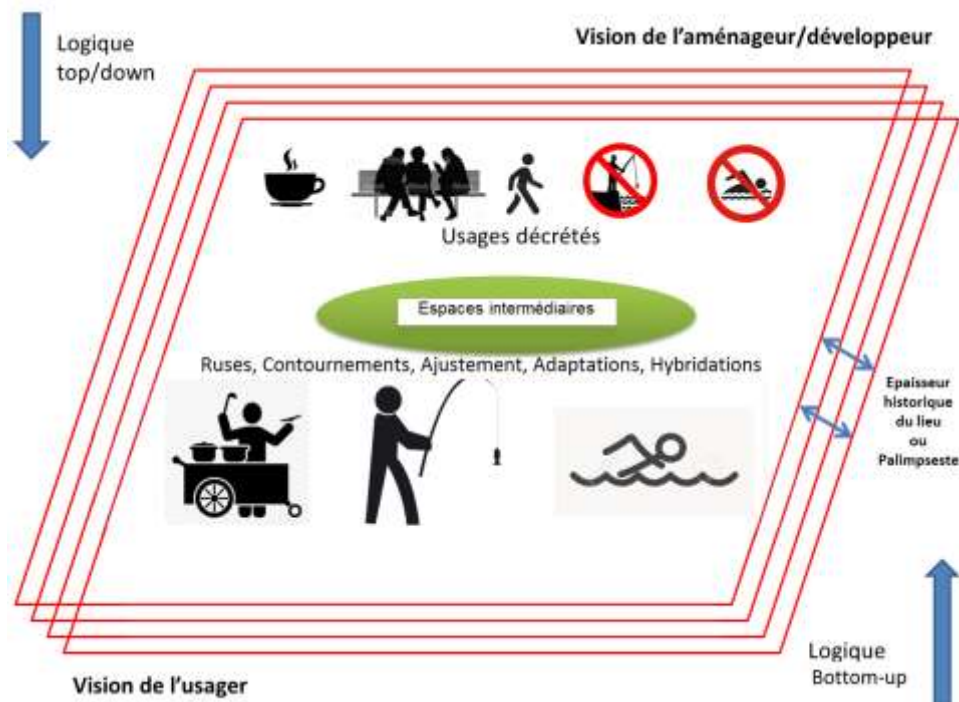 Logique
top/down
Vision de l'aménageur/développeur
Usages décrétés
Espaces intermédiaires
Ruses, Contournements, Ajustement, Adaptations, Hybridations
Epaisseur
historique
du lieu
ou
Palimpseste
Logique
Bottom-up
Vision de l'usager